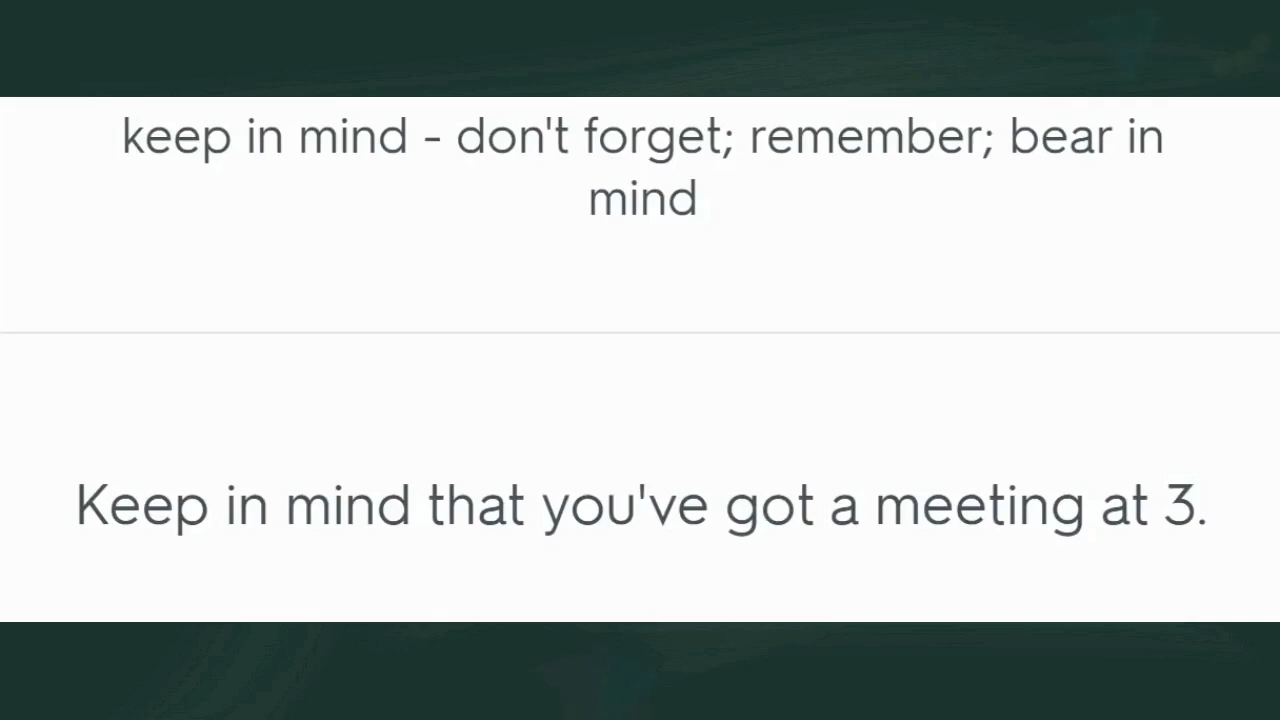 keep in mind - don't forget; remember; bear in
mind
Keep in mind that you've got a meeting at 3.